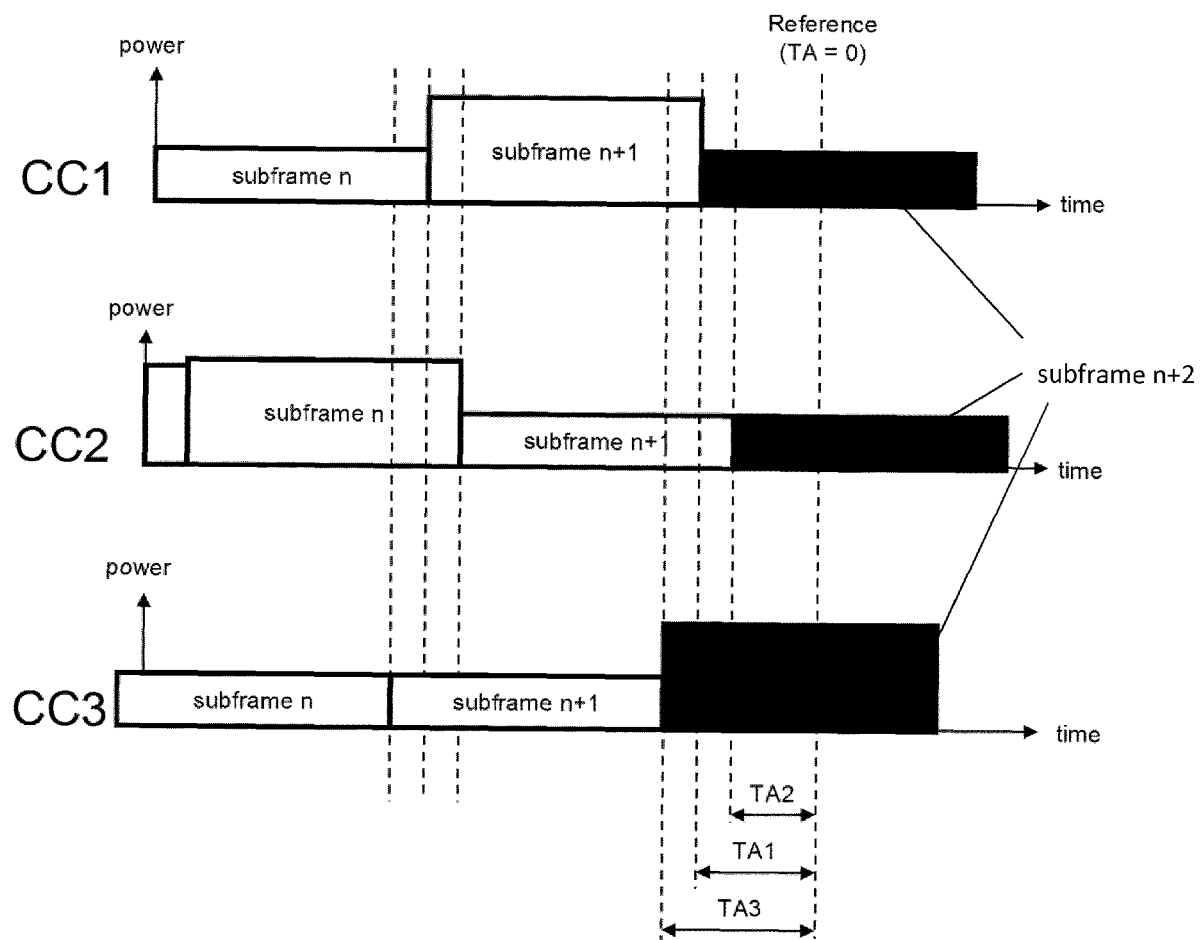 Reference
(TA = 0)
power
CC1
subframe n
subframe n+1
time
power
CC2
subframe n
subframe n+1
subframe n+2
time
power
CC3
subframe n
subframe n+1
time
TA2
TA1
TA3